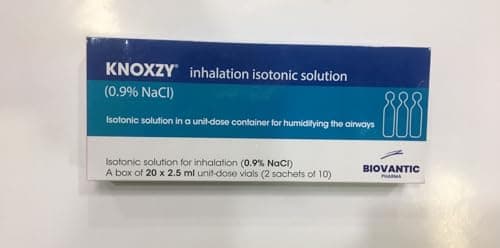 KNOXZY® inhalation isotonic solution
(0.9% NaCl)
Isotonic solution in a unit-dose container for humidifying the airways
Isotonic solution for inhalation (0.9% NaCl)
A box of 20 x 2.5 ml unit-dose vials (2 sachets of 10)
BIOVANTIC
PHARMA